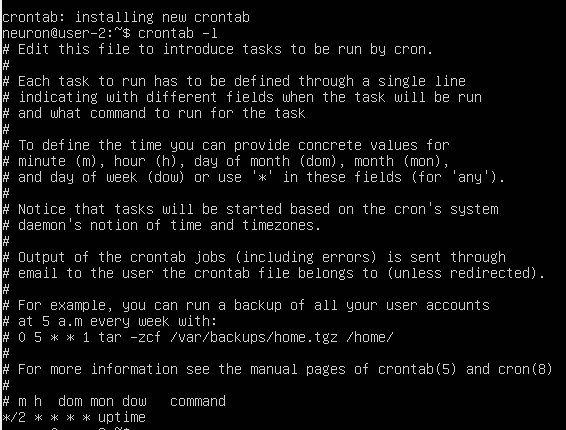 crontab: installing new crontab
neuron@user-2:~$ crontab -l
# Edit this file to introduce tasks to be run by cron.
#
# Each task to run has to be defined through a single line
# indicating with different fields when the task will be run
# and what command to run for the task
#
# To define the time you can provide concrete values for
# minute (m), hour (h), day of month (dom), month (mon),
# and day of week (dow) or use '*' in these fields (for 'any').
#
# Notice that tasks will be started based on the cron's system
# daemon's notion of time and timezones.
#
# Output of the crontab jobs (including errors) is sent through
# email to the user the crontab file belongs to (unless redirected).
#
# For example, you can run a backup of all your user accounts
# at 5 a.m every week with:
# 0 5 * * 1 tar -zcf /var/backups/home.tgz /home/
#
# For more information see the manual pages of crontab(5) and cron(8)
#
# m h  dom mon dow   command
*/2 * * * * uptime